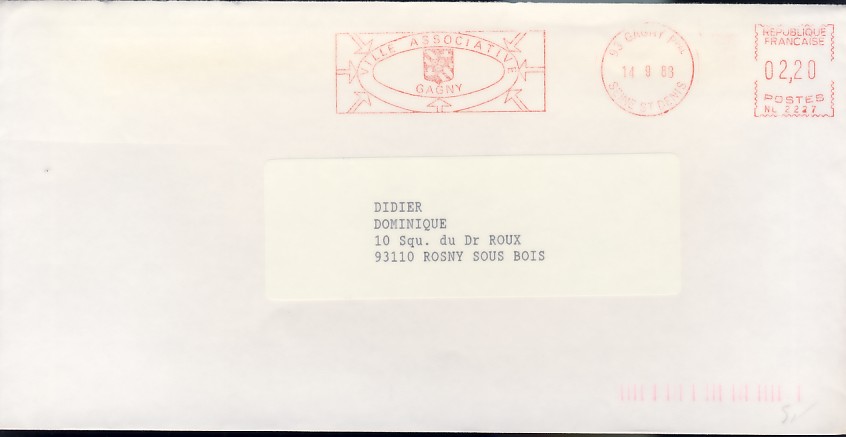 VILLE ASSOCIATIVE
GAGNY
93 GAGNY PAL
14 9 88
SEINE ST DENIS
REPUBLIQUE
FRANCAISE
02,20
POSTES
NL 2227
DIDIER
DOMINIQUE
10 Squ. du Dr ROUX
93110 ROSNY SOUS BOIS